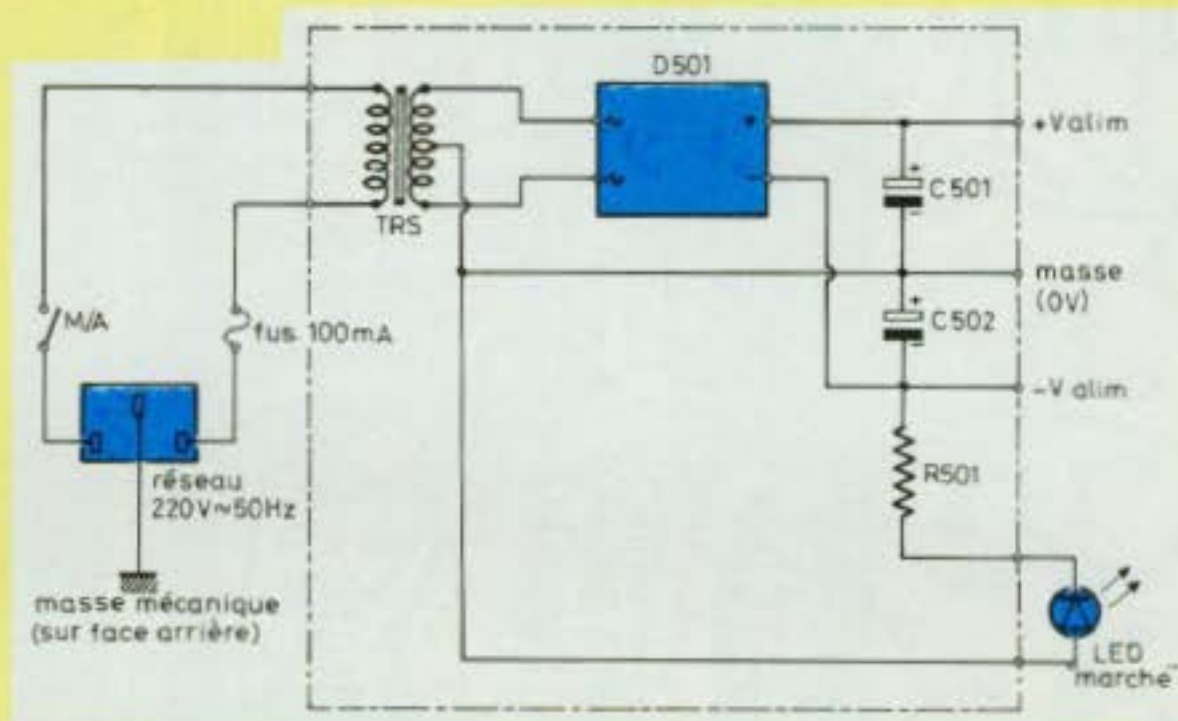 D501
+Valim
C501
TRS
masse
(0V)
M/A
fus 100mA
C502
-Valim
réseau
220V~50Hz
R501
masse mécanique
(sur face arrière)
LED
marche